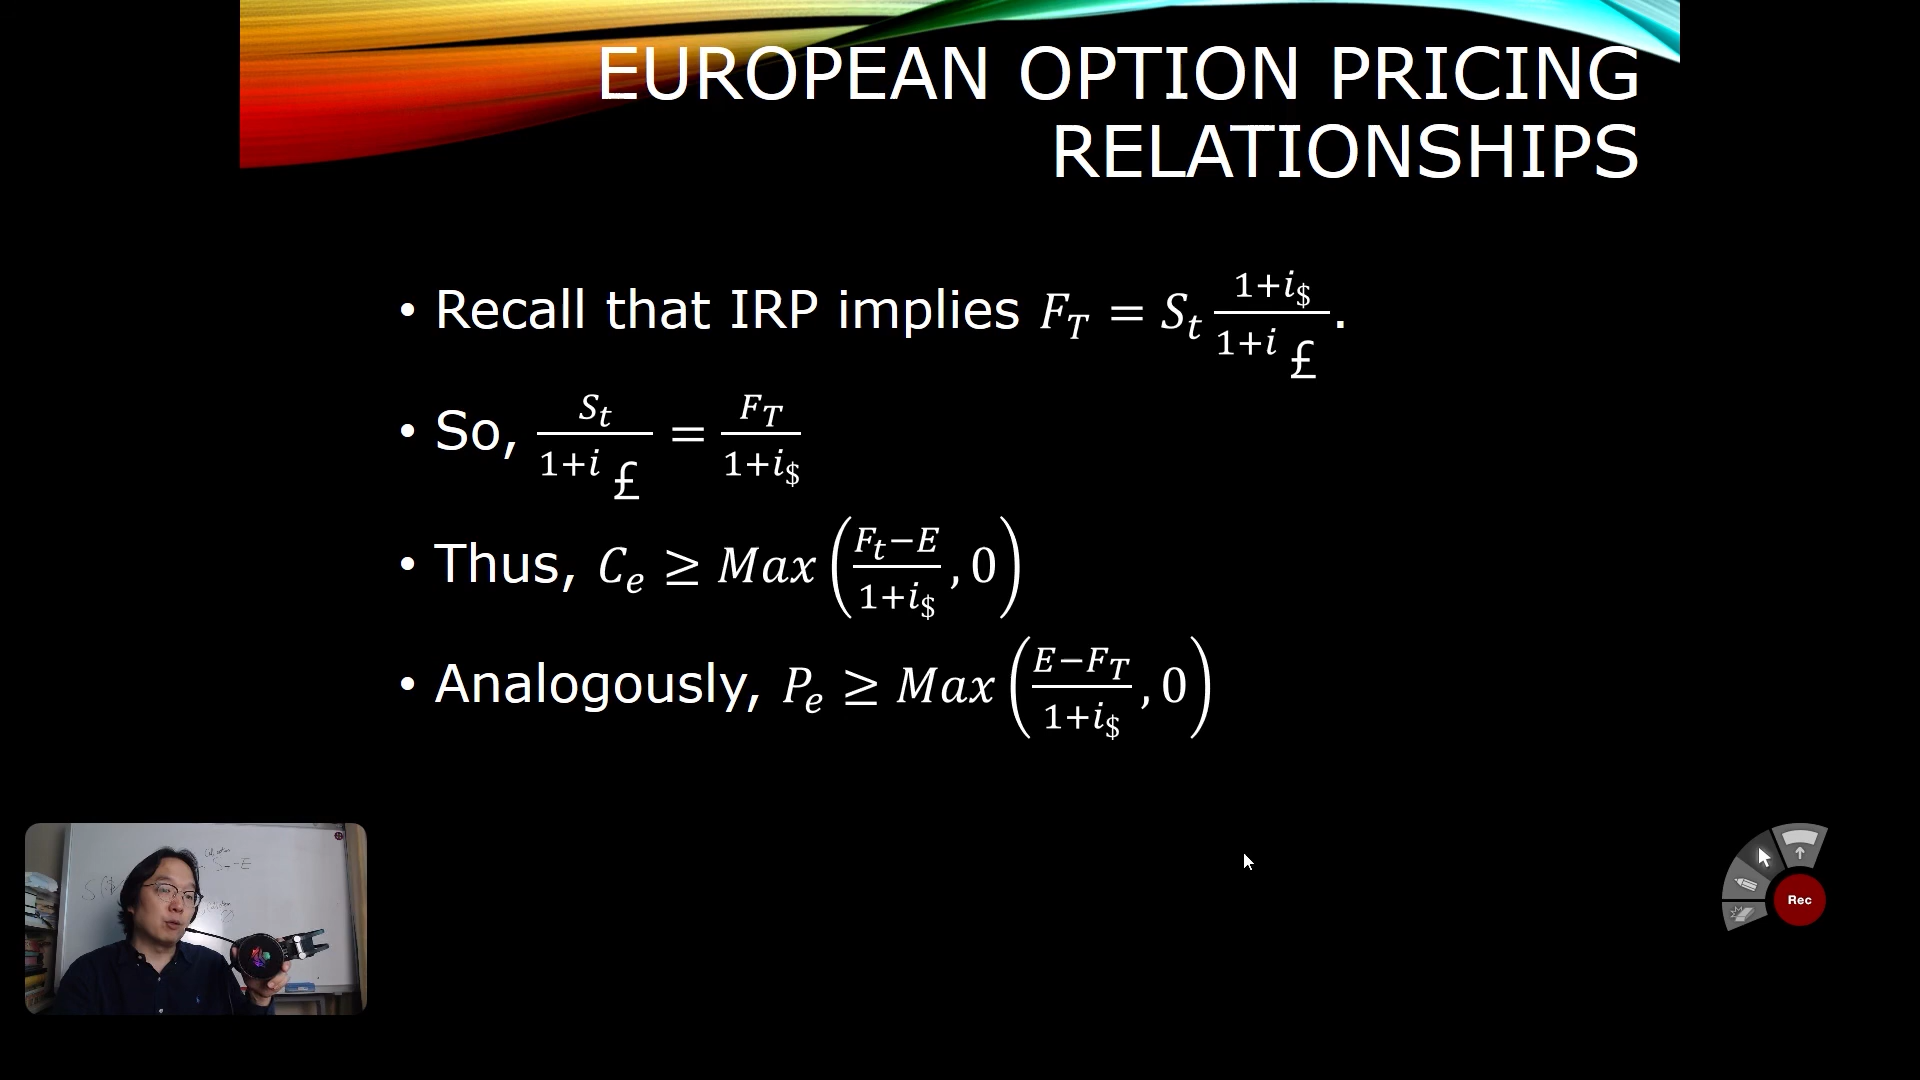 EUROPEAN OPTION PRICING
RELATIONSHIPS
• Recall that IRP implies $F_T = S_t \frac{1+i_\$}{1+i_£}$.
• So, $\frac{S_t}{1+i_£} = \frac{F_T}{1+i_\$}$
• Thus, $C_e \geq Max\left(\frac{F_t-E}{1+i_\$}, 0\right)$
• Analogously, $P_e \geq Max\left(\frac{E-F_T}{1+i_\$}, 0\right)$
Rec